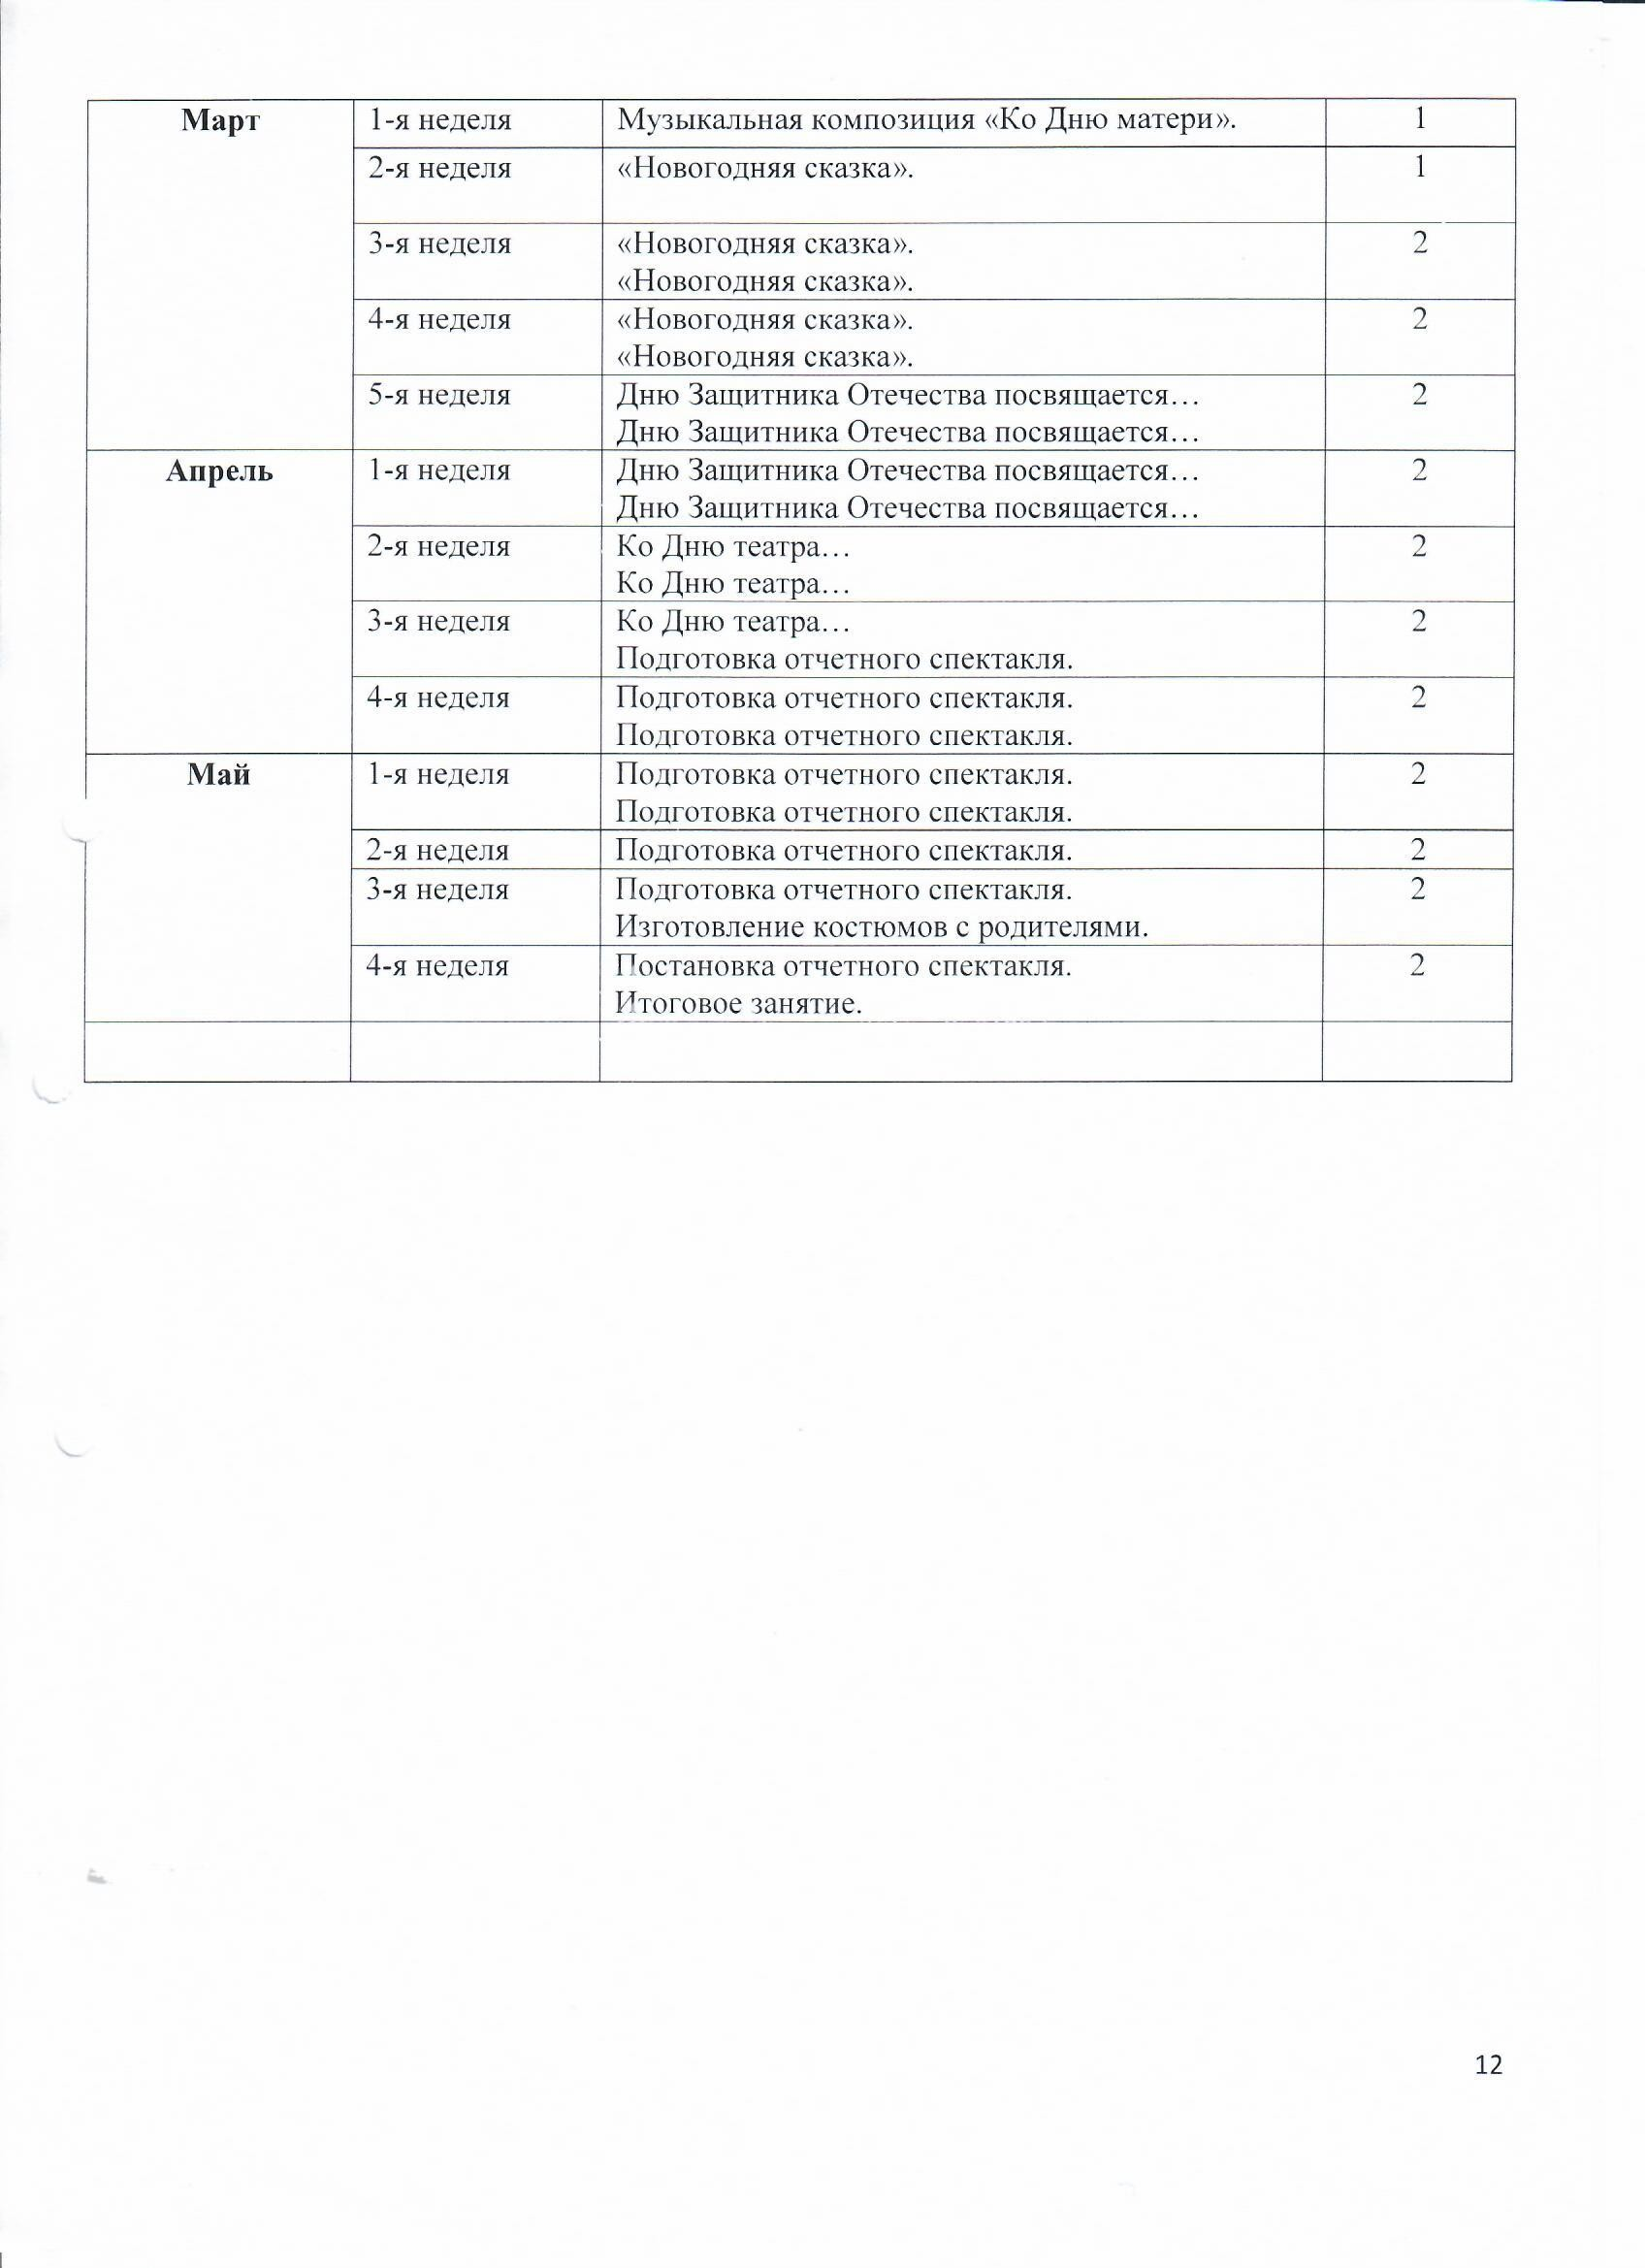 Март 1-я неделя Музыкальная композиция «Ко Дню матери». 1
2-я неделя «Новогодняя сказка». 1
3-я неделя «Новогодняя сказка». 2
«Новогодняя сказка».
4-я неделя «Новогодняя сказка». 2
«Новогодняя сказка».
5-я неделя Дню Защитника Отечества посвящается... 2
Дню Защитника Отечества посвящается...
Апрель 1-я неделя Дню Защитника Отечества посвящается... 2
Дню Защитника Отечества посвящается...
2-я неделя Ко Дню театра... 2
Ко Дню театра...
3-я неделя Ко Дню театра... 2
Подготовка отчетного спектакля.
4-я неделя Подготовка отчетного спектакля. 2
Подготовка отчетного спектакля.
Май 1-я неделя Подготовка отчетного спектакля. 2
Подготовка отчетного спектакля.
2-я неделя Подготовка отчетного спектакля. 2
3-я неделя Подготовка отчетного спектакля. 2
Изготовление костюмов с родителями.
4-я неделя Постановка отчетного спектакля. 2
Итоговое занятие.
12